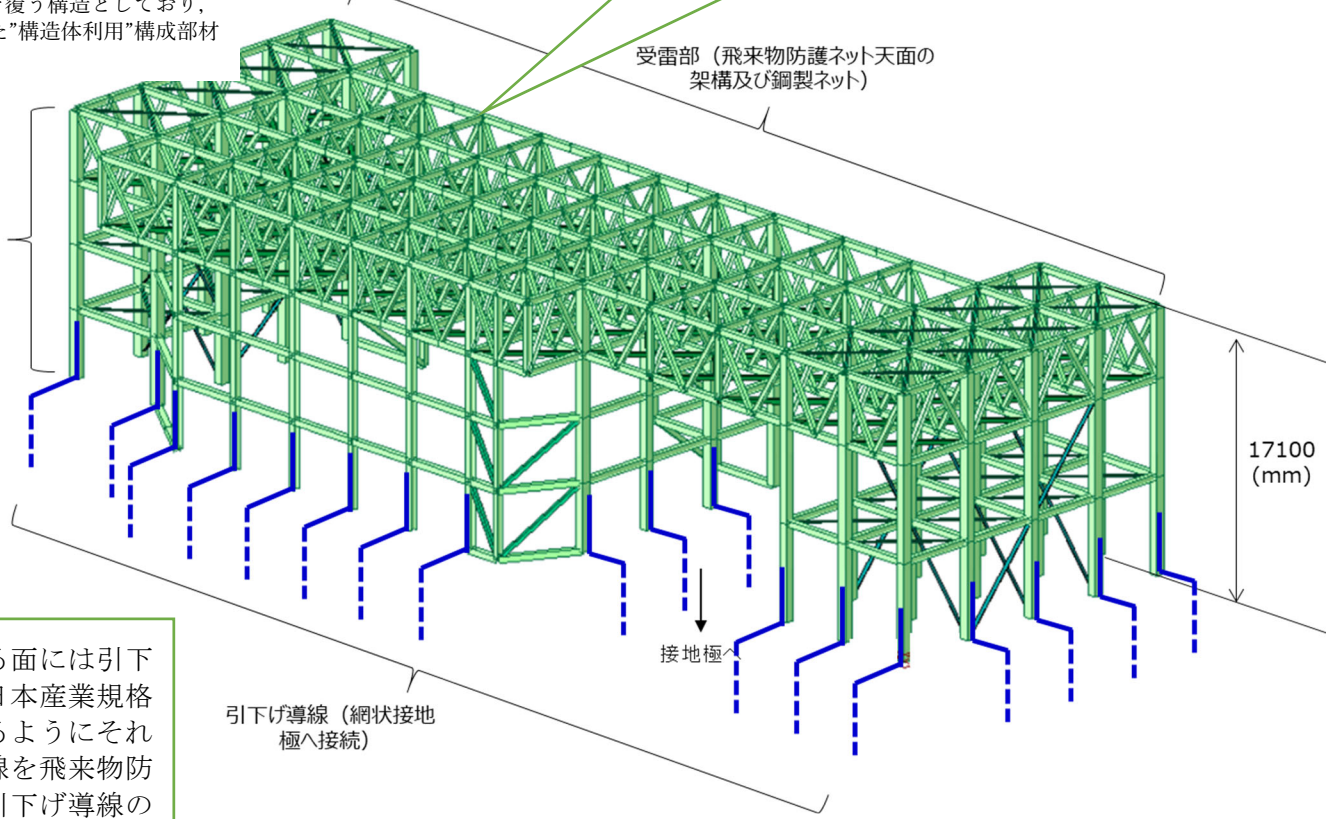 覆う構造としており，
た”構造体利用”構成部材
受雷部（飛来物防護ネット天面の
架構及び鋼製ネット）
17100
(mm)
接地極へ
引下げ導線（網状接地
極へ接続）
る面には引下
日本産業規格
るようにそれ
線を飛来物防
引下げ導線の